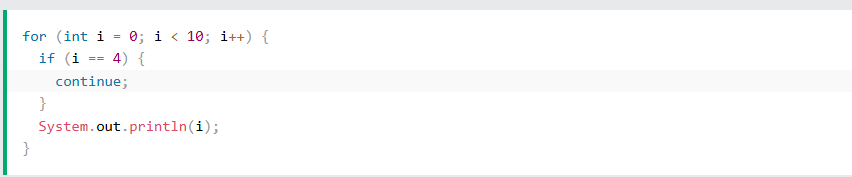 for (int i = 0; i < 10; i++) {
  if (i == 4) {
    continue;
  }
  System.out.println(i);
}